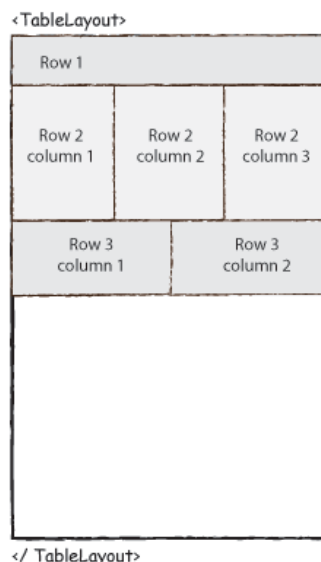 <TableLayout>
Row 1
Row 2
column 1
Row 2
column 2
Row 2
column 3
Row 3
column 1
Row 3
column 2
</ TableLayout>